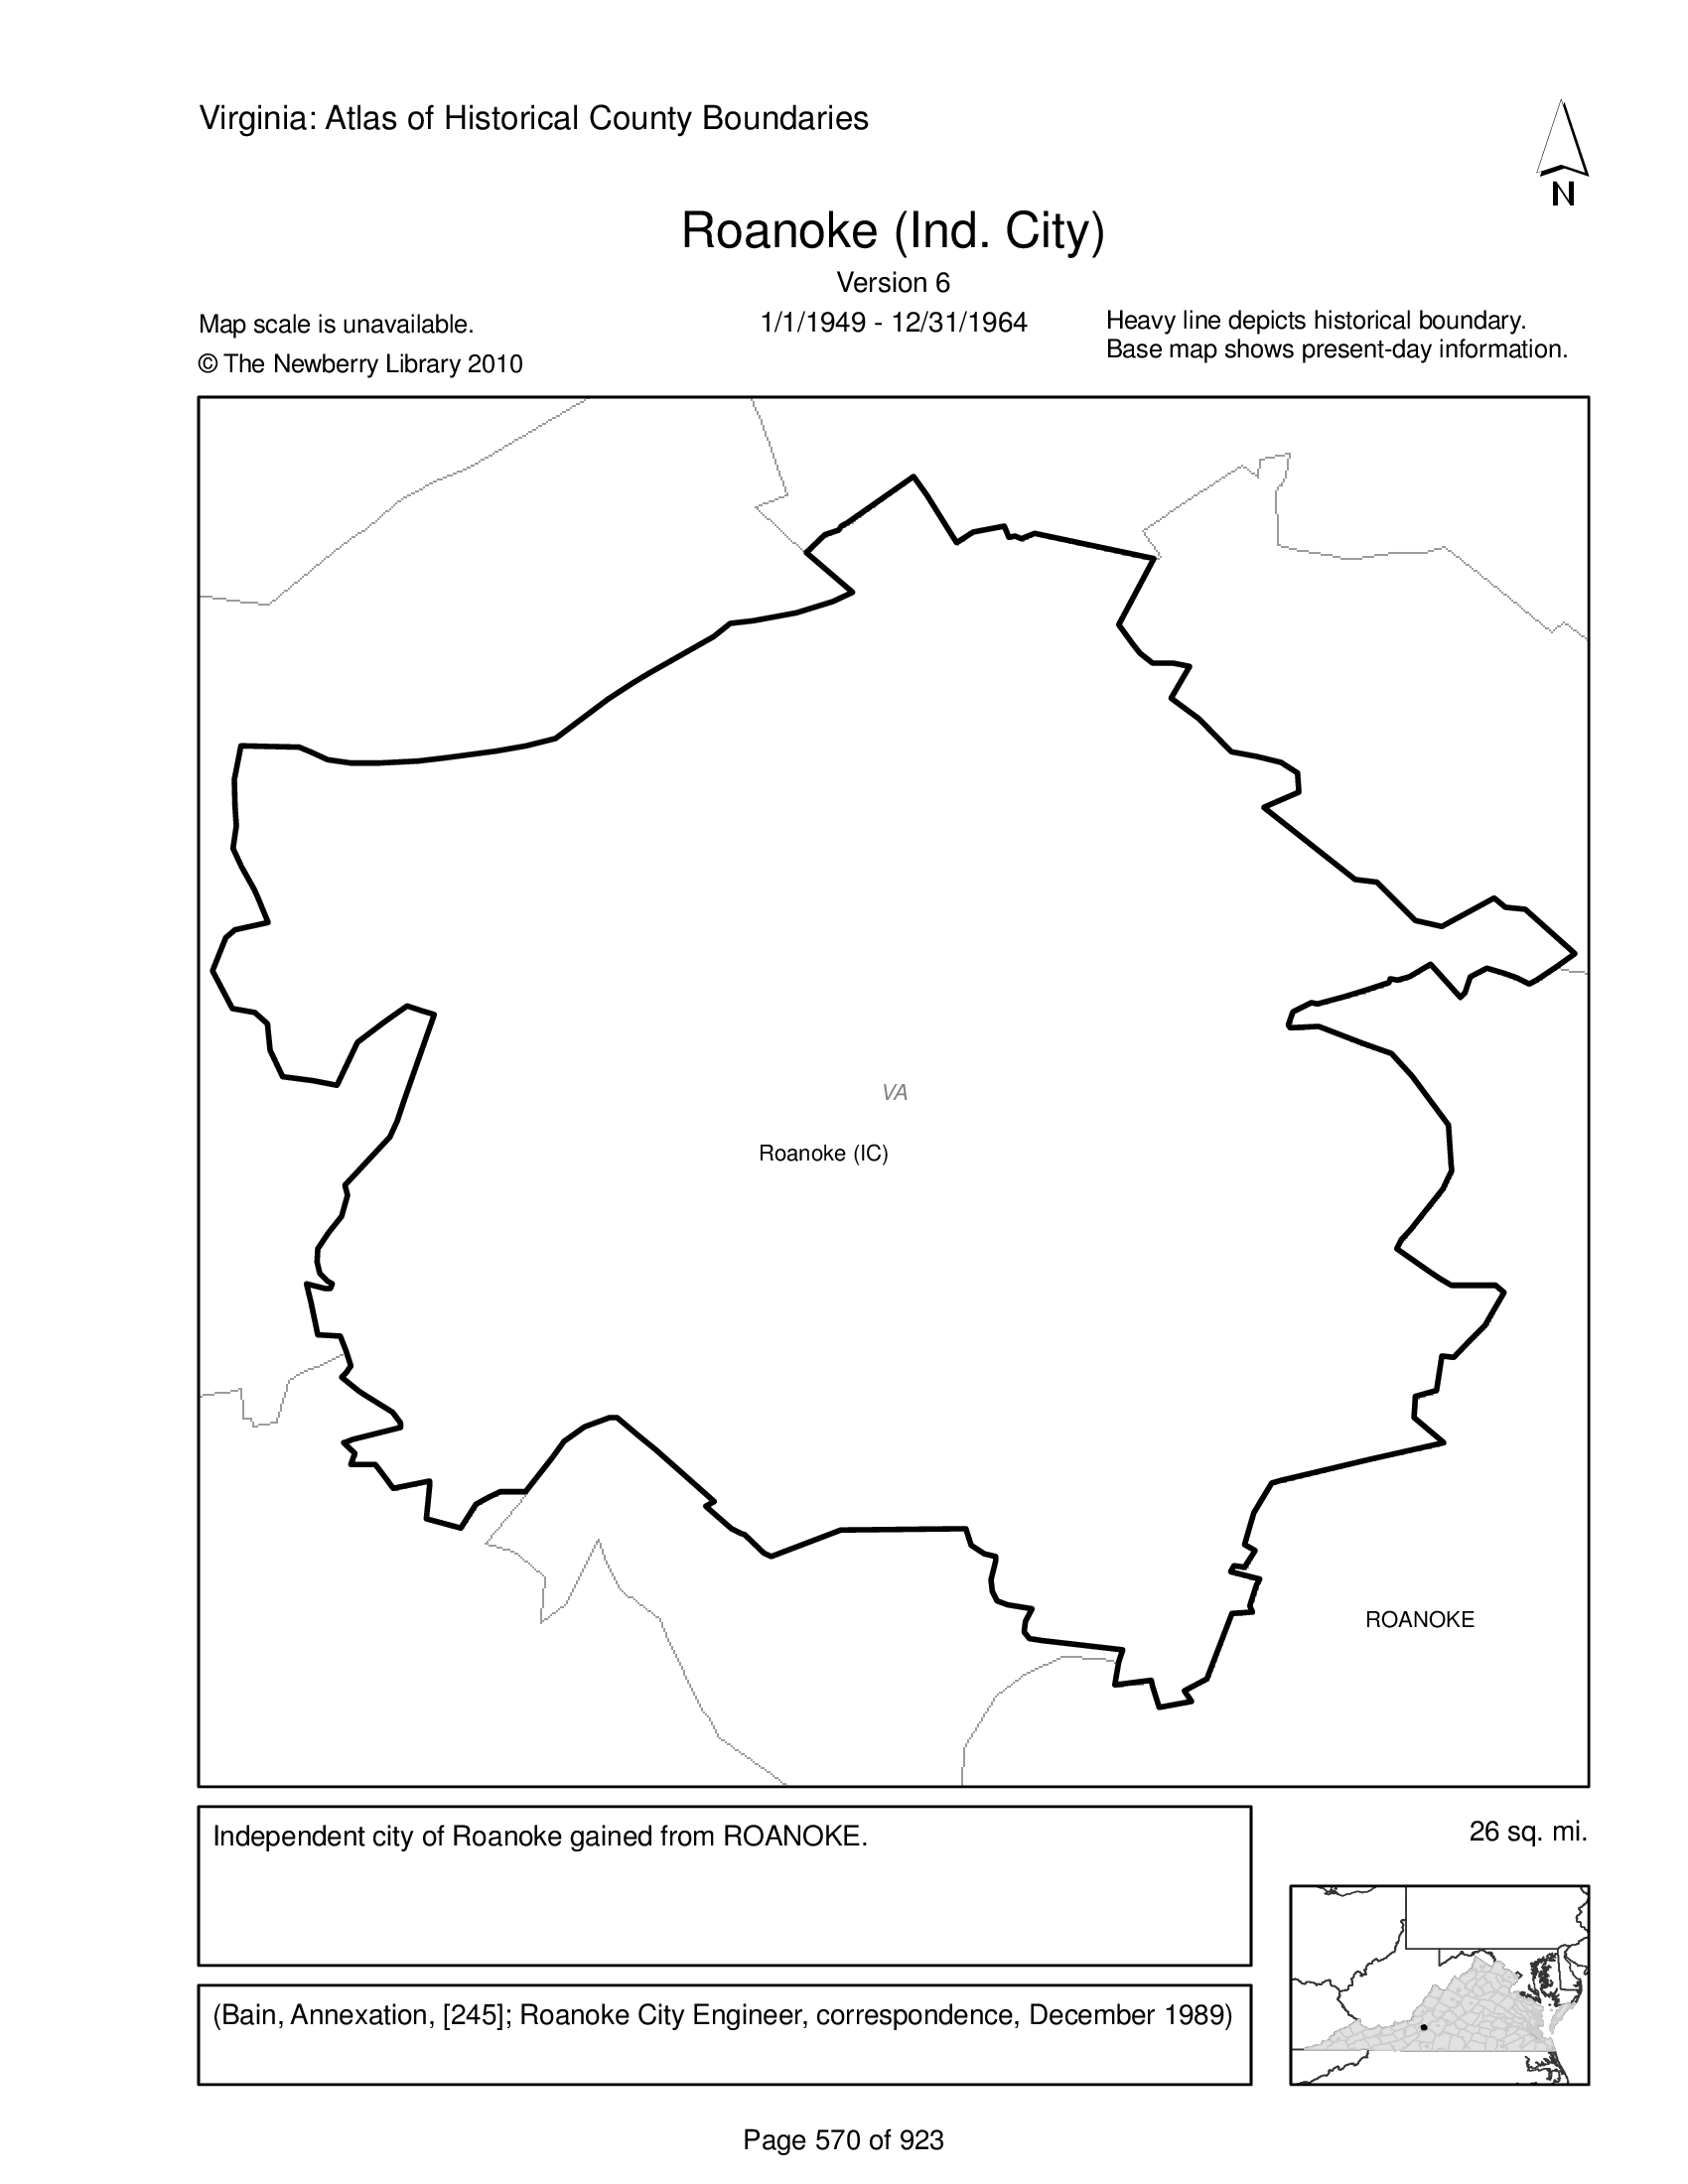 Virginia: Atlas of Historical County Boundaries
N
Roanoke (Ind. City)
Version 6
Map scale is unavailable.
1/1/1949 - 12/31/1964
Heavy line depicts historical boundary.
© The Newberry Library 2010
Base map shows present-day information.
VA
Roanoke (IC)
ROANOKE
Independent city of Roanoke gained from ROANOKE.
26 sq. mi.
(Bain, Annexation, [245]; Roanoke City Engineer, correspondence, December 1989)
Page 570 of 923